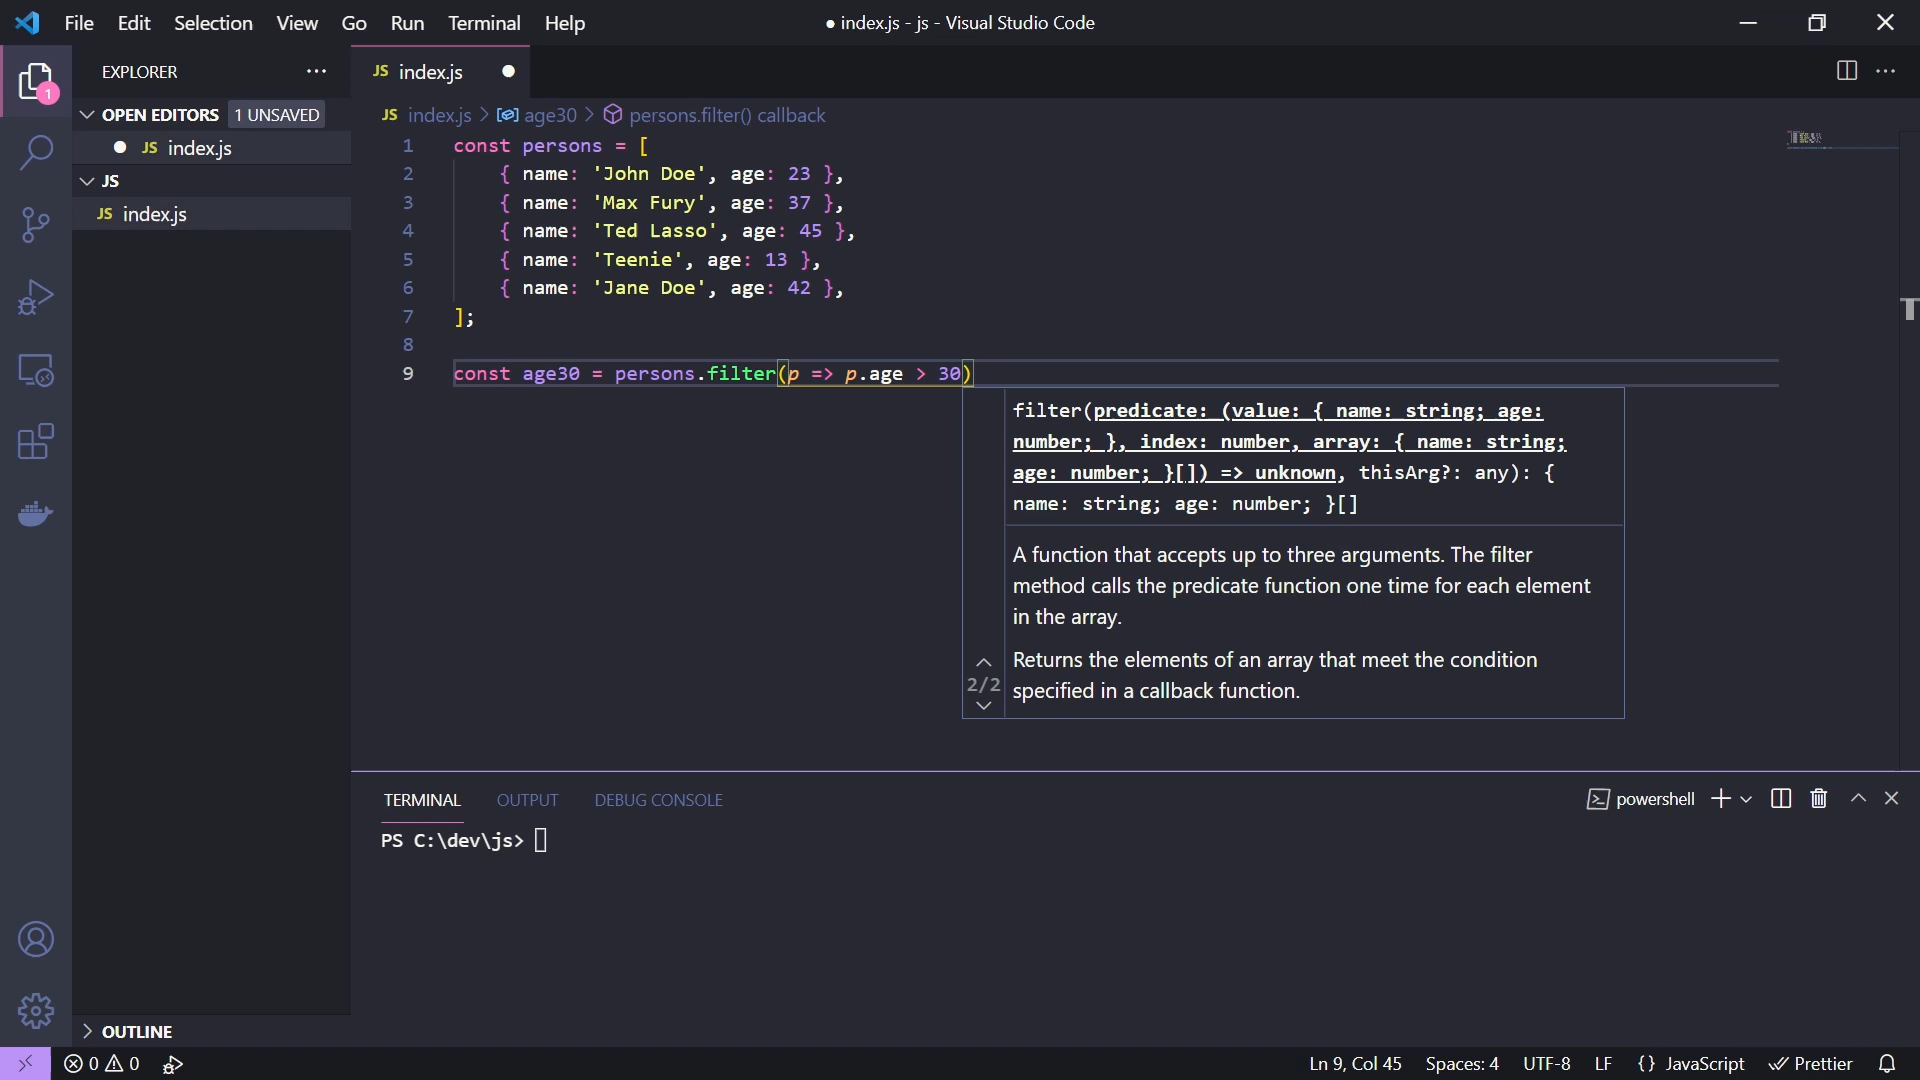 File Edit Selection View Go Run Terminal Help
● index.js - js - Visual Studio Code
1
EXPLORER
OPEN EDITORS 1 UNSAVED
● JS index.js
JS
JS index.js
OUTLINE
JS index.js ●
JS index.js > age30 > persons.filter() callback
1 const persons = [
2 { name: 'John Doe', age: 23 },
3 { name: 'Max Fury', age: 37 },
4 { name: 'Ted Lasso', age: 45 },
5 { name: 'Teenie', age: 13 },
6 { name: 'Jane Doe', age: 42 },
7 ];
8
9 const age30 = persons.filter(p => p.age > 30)
filter(predicate: (value: { name: string; age:
number; }, index: number, array: { name: string;
age: number; }[]) => unknown, thisArg?: any): {
name: string; age: number; }[]
A function that accepts up to three arguments. The filter
method calls the predicate function one time for each element
in the array.
Returns the elements of an array that meet the condition
2/2
specified in a callback function.
TERMINAL OUTPUT DEBUG CONSOLE
powershell
PS C:\dev\js>
0 0
Ln 9, Col 45 Spaces: 4 UTF-8 LF {} JavaScript Prettier